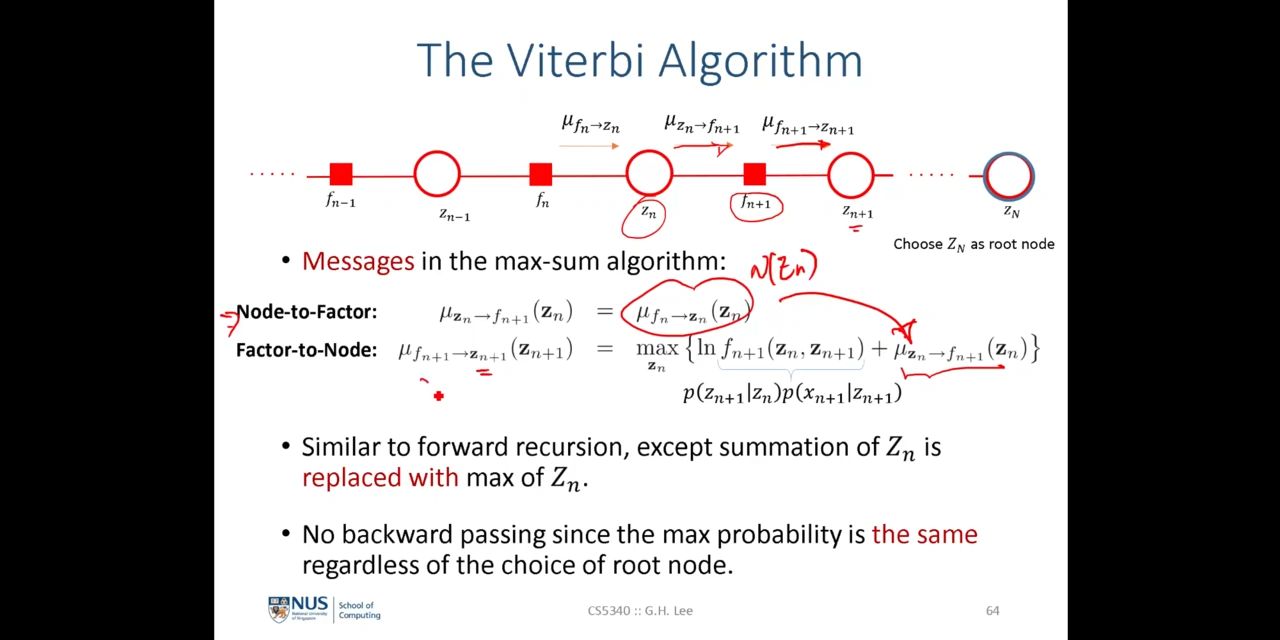 The Viterbi Algorithm
μ_{f_n→z_n} μ_{z_n→f_{n+1}} μ_{f_{n+1}→z_{n+1}}
f_{n−1} z_{n−1} f_n z_n f_{n+1} z_{n+1} z_N
Choose Z_N as root node
• Messages in the max-sum algorithm:
N(Zn)
Node-to-Factor: μ_{z_n→f_{n+1}}(z_n) = μ_{f_n→z_n}(z_n)
Factor-to-Node: μ_{f_{n+1}→z_{n+1}}(z_{n+1}) = max_{z_n} {ln f_{n+1}(z_n, z_{n+1}) + μ_{z_n→f_{n+1}}(z_n)}
p(z_{n+1}|z_n)p(x_{n+1}|z_{n+1})
• Similar to forward recursion, except summation of Z_n is
replaced with max of Z_n.
• No backward passing since the max probability is the same
regardless of the choice of root node.
NUS
National University
of Singapore
School of
Computing
CS5340 :: G.H. Lee
64